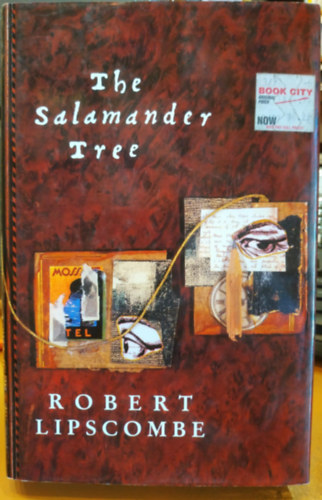 The
Salamander
Tree
BOOK CITY
NOW
MOSS
TEL
ROBERT
LIPSCOMBE